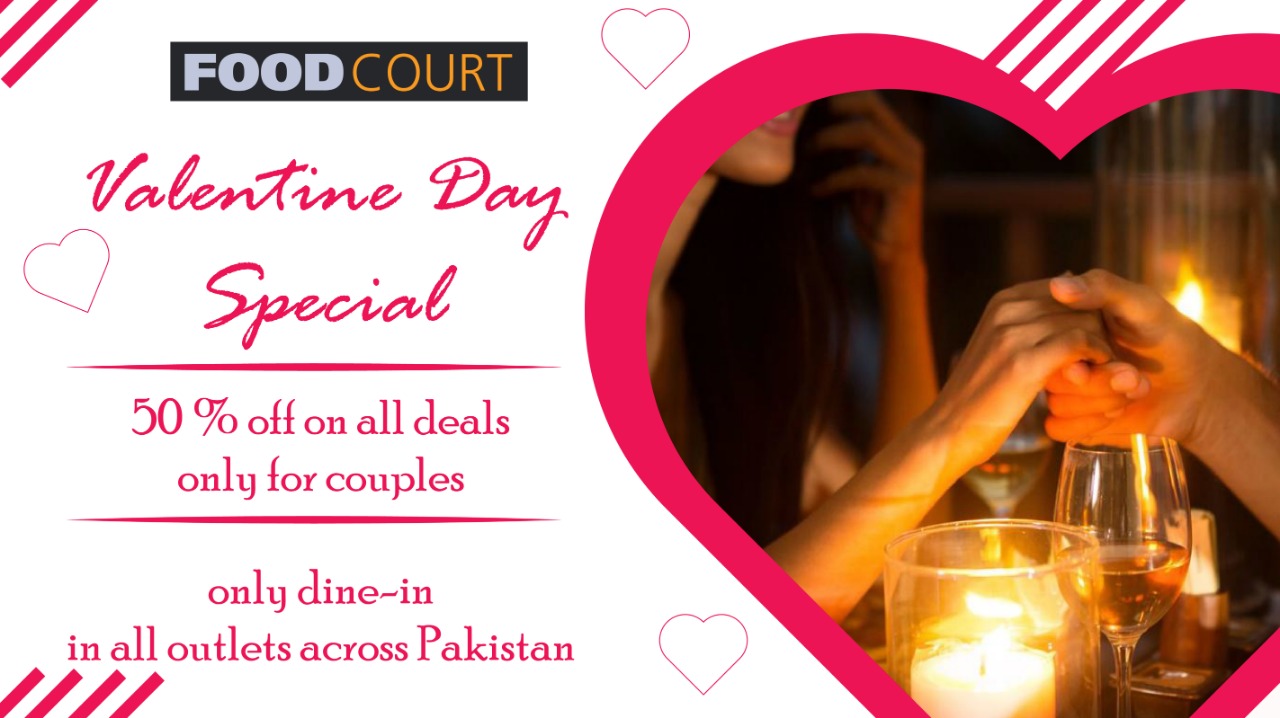 FOOD COURT
Valentine Day
Special
50 % off on all deals
only for couples
only dine-in
in all outlets across Pakistan